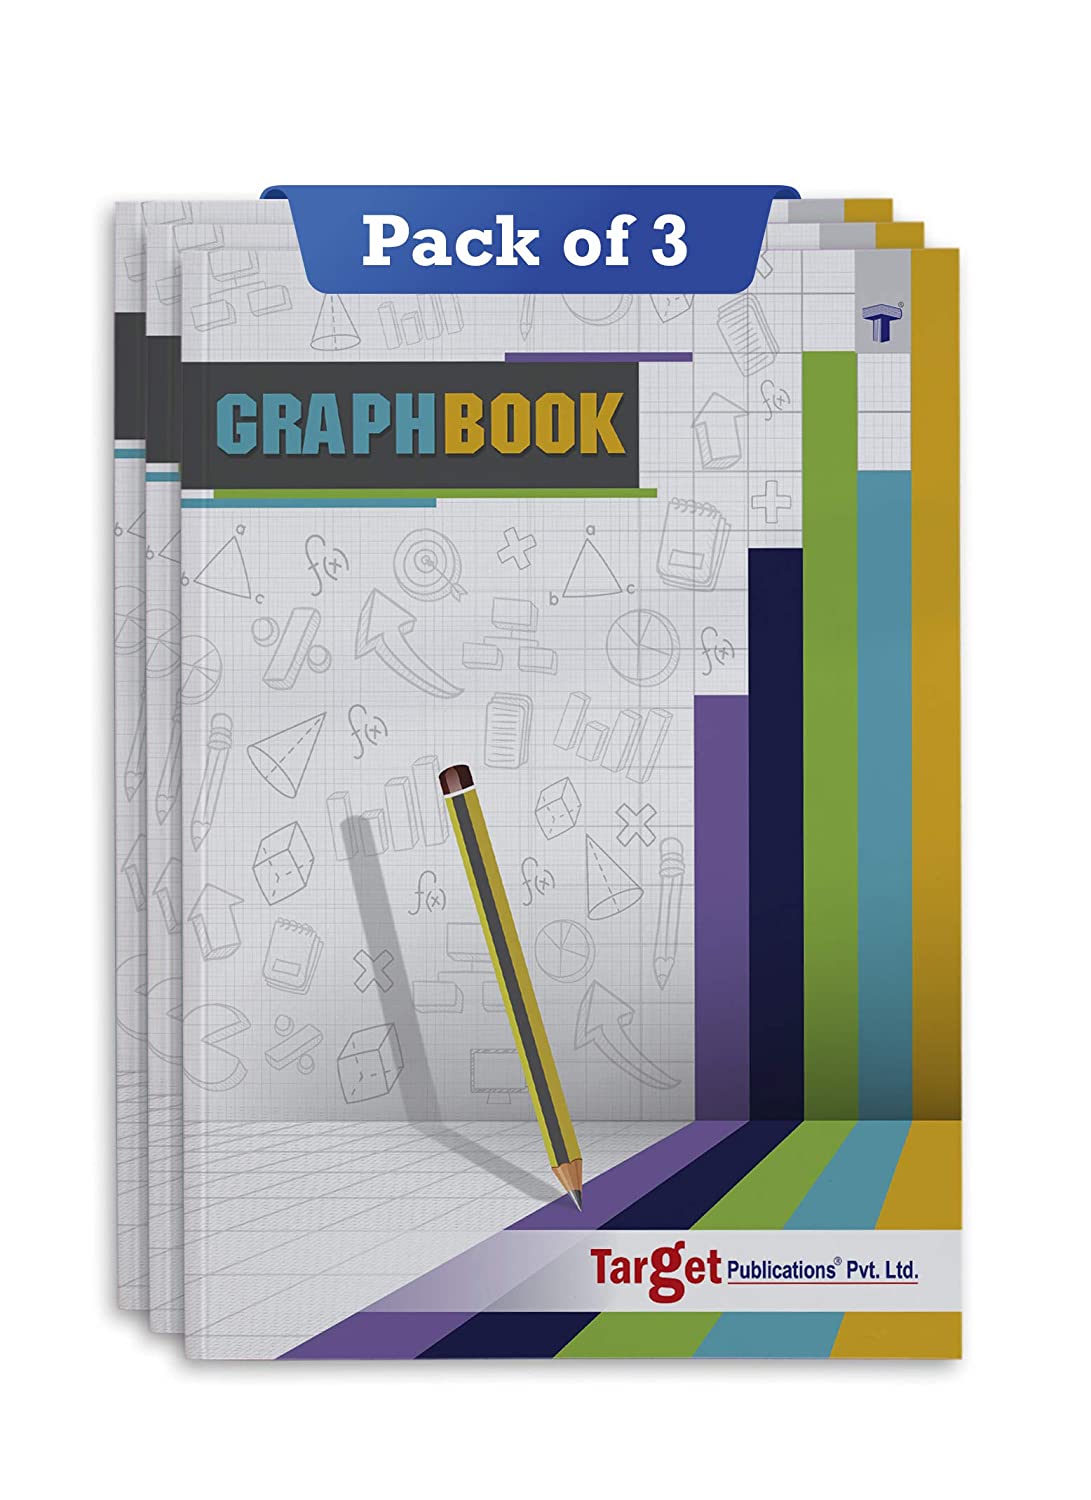 Pack of 3
T®
GRAPHBOOK
f(x)
a
b
c
f(x)
a
b
c
f(x)
f(x)
f(x)
f(x)
b
b
Target Publications® Pvt. Ltd.